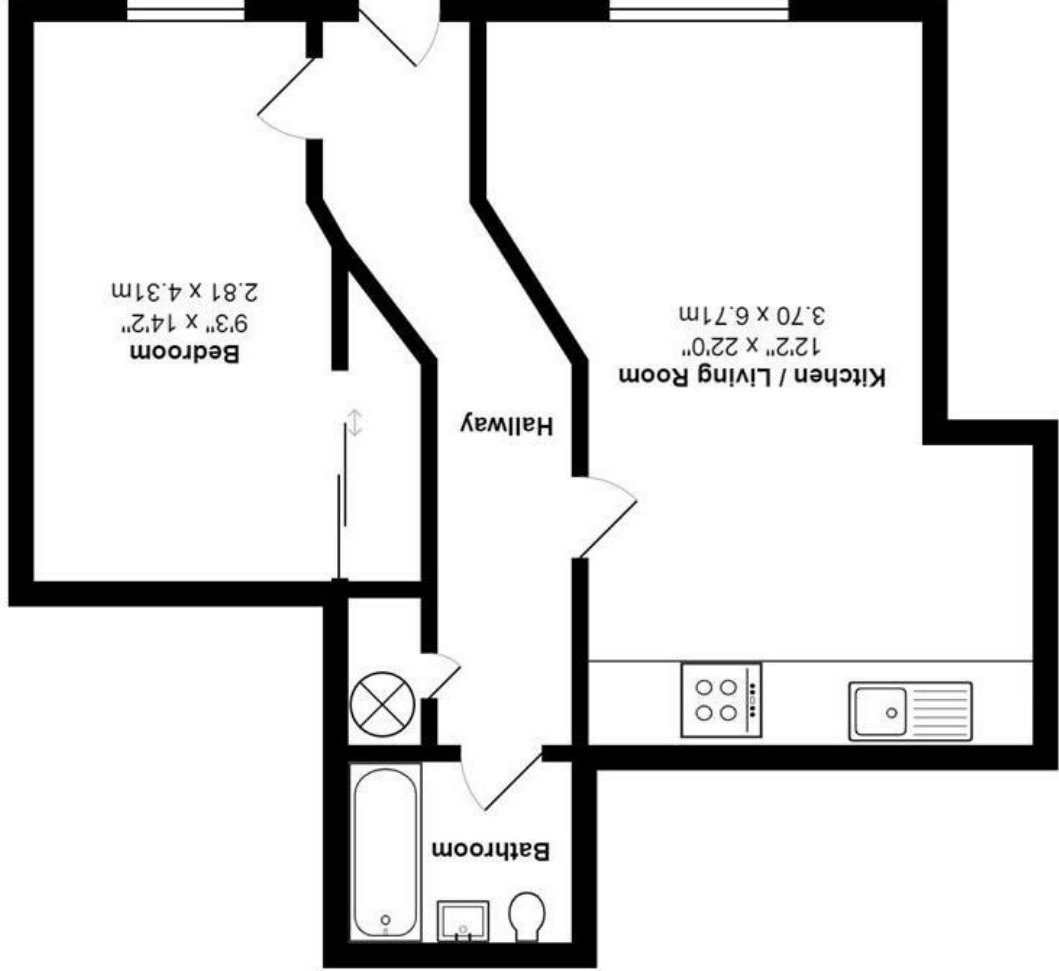 Bathroom
Hallway
Kitchen / Living Room
12'2" x 22'0"
3.70 x 6.71m
Bedroom
9'3" x 14'2"
2.81 x 4.31m